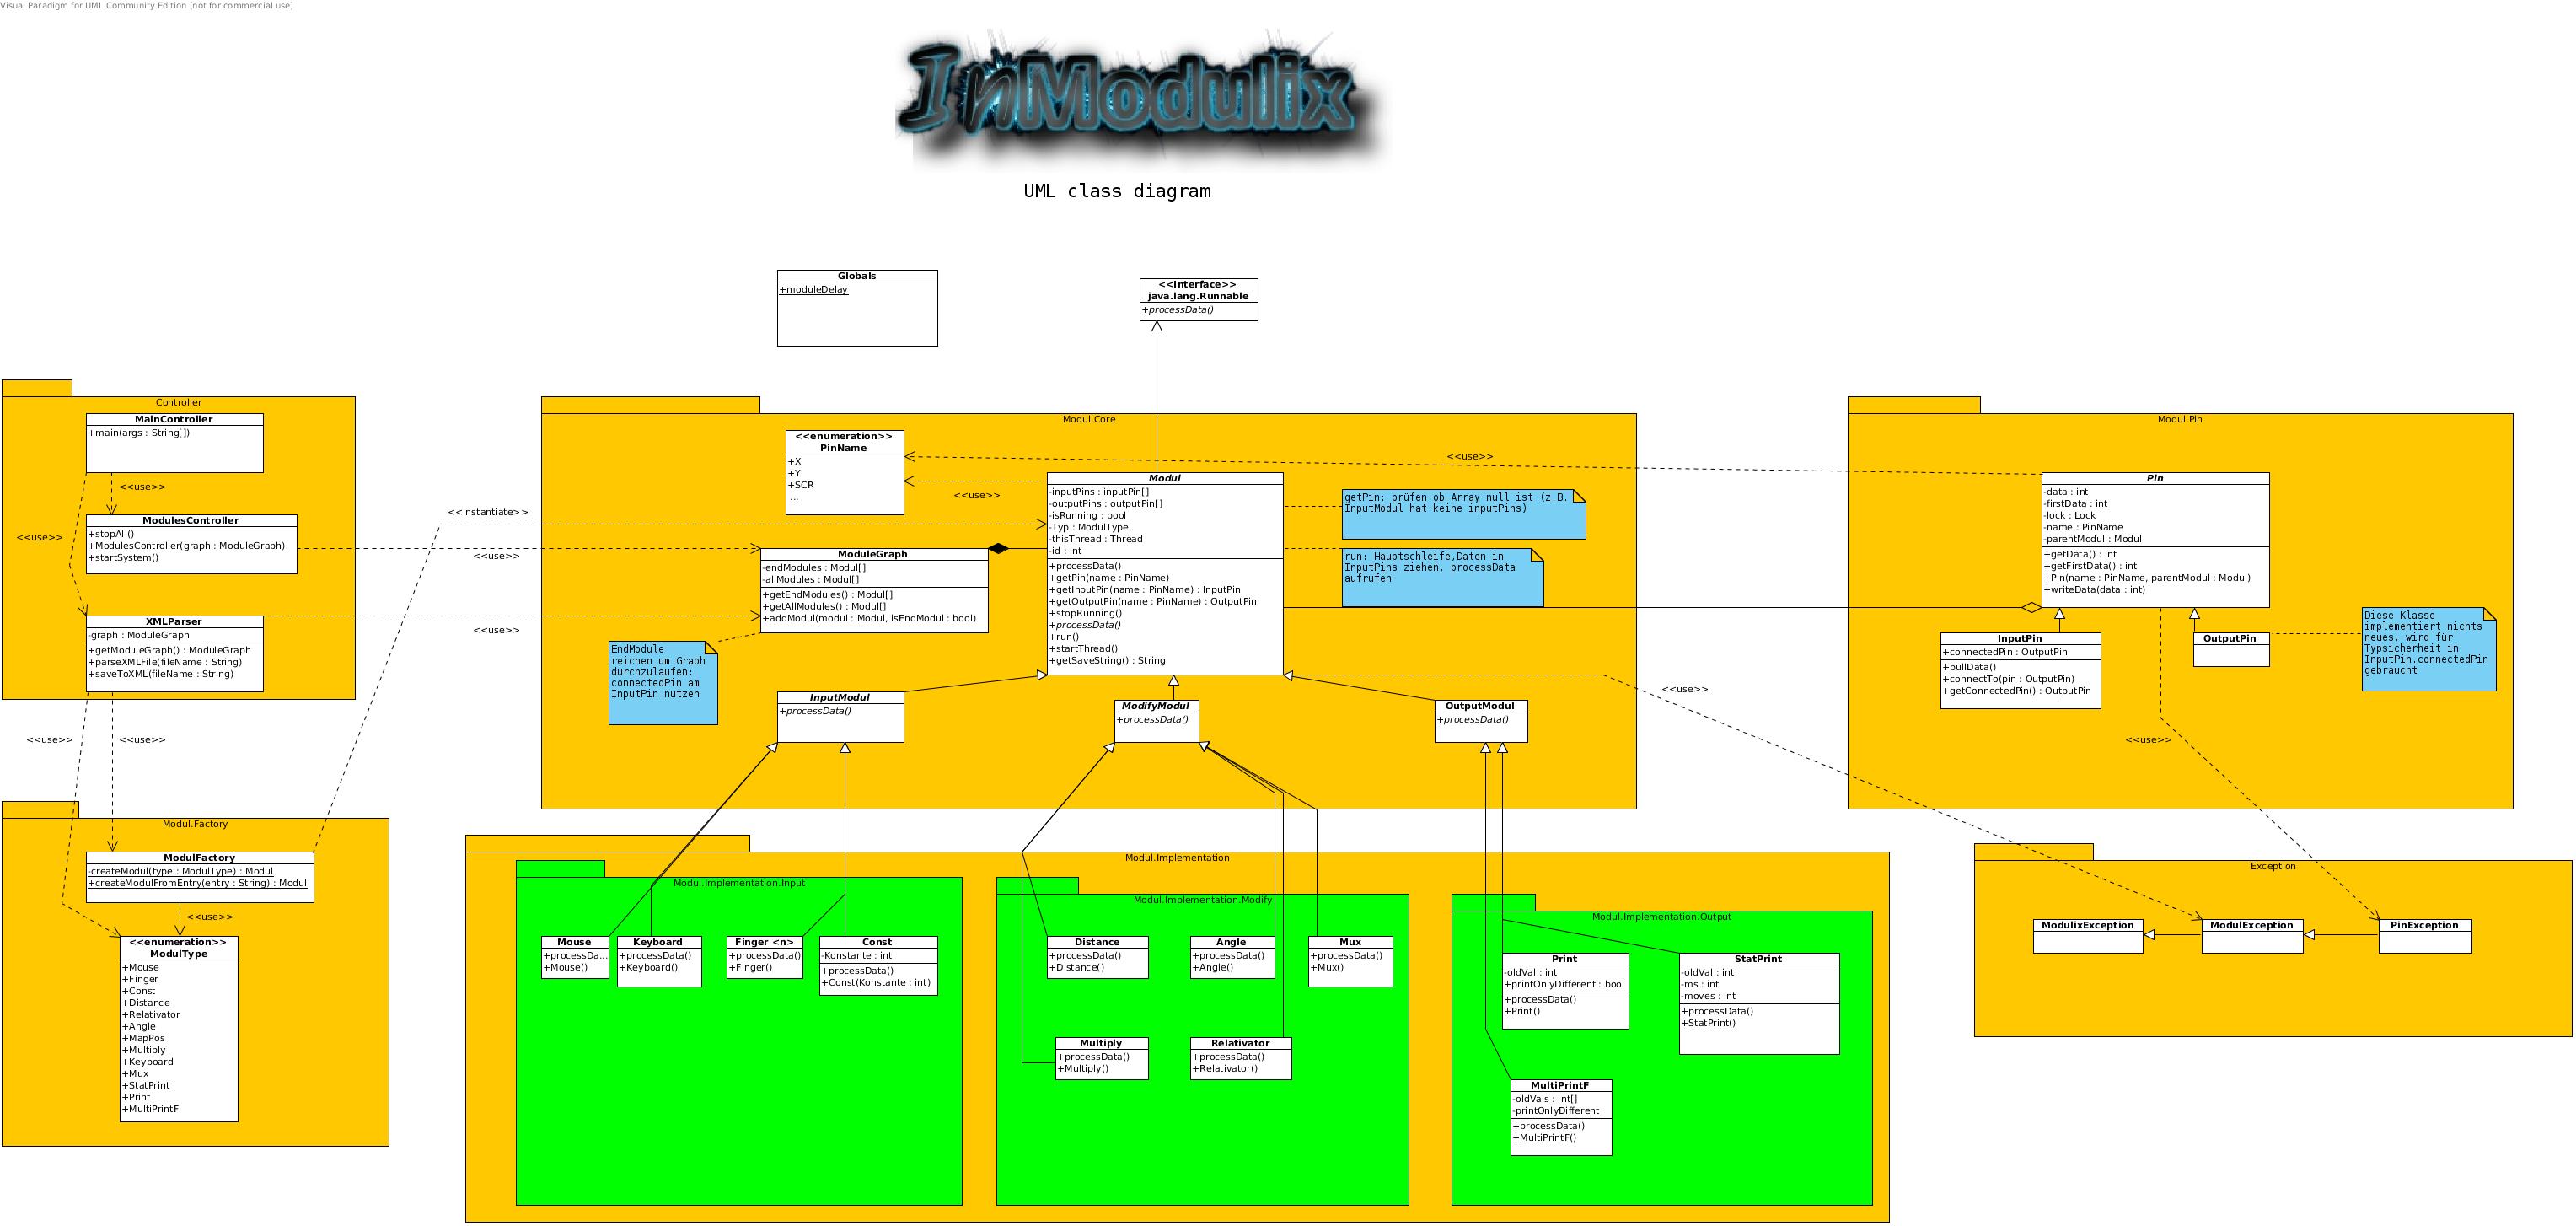 Visual Paradigm for UML Community Edition [not for commercial use]
InModulix
UML class diagram
Globals
+moduleDelay
<<Interface>>
java.lang.Runnable
+processData()
Controller
MainController
+main(args : String[])
<<use>>
<<use>>
ModulesController
+stopAll()
+ModulesController(graph : ModuleGraph)
+startSystem()
XMLParser
-graph : ModuleGraph
+getModuleGraph() : ModuleGraph
+parseXMLFile(fileName : String)
+saveToXML(fileName : String)
<<use>>
<<use>>
<<instantiate>>
<<use>>
<<use>>
Modul.Factory
ModulFactory
-createModul(type : ModulType) : Modul
+createModulFromEntry(entry : String) : Modul
<<use>>
<<enumeration>>
ModulType
+Mouse
+Finger
+Const
+Distance
+Relativator
+Angle
+MapPos
+Multiply
+Keyboard
+Mux
+StatPrint
+Print
+MultiPrintF
Modul.Core
<<enumeration>>
PinName
+X
+Y
+SCR
...
<<use>>
<<use>>
ModuleGraph
-endModules : Modul[]
-allModules : Modul[]
+getEndModules() : Modul[]
+getAllModules() : Modul[]
+addModul(modul : Modul, isEndModul : bool)
EndModule
reichen um Graph
durchzulaufen:
connectedPin am
InputPin nutzen
Modul
-inputPins : inputPin[]
-outputPins : outputPin[]
-isRunning : bool
-Typ : ModulType
-thisThread : Thread
-id : int
+processData()
+getPin(name : PinName)
+getInputPin(name : PinName) : InputPin
+getOutputPin(name : PinName) : OutputPin
+stopRunning()
+processData()
+run()
+startThread()
+getSaveString() : String
getPin: prüfen ob Array null ist (z.B.
InputModul hat keine inputPins)
run: Hauptschleife,Daten in
InputPins ziehen, processData
aufrufen
InputModul
+processData()
ModifyModul
+processData()
OutputModul
+processData()
<<use>>
Modul.Pin
Pin
-data : int
-firstData : int
-lock : Lock
-name : PinName
-parentModul : Modul
+getData() : int
+getFirstData() : int
+Pin(name : PinName, parentModul : Modul)
+writeData(data : int)
InputPin
+connectedPin : OutputPin
+pullData()
+connectTo(pin : OutputPin)
+getConnectedPin() : OutputPin
OutputPin
Diese Klasse
implementiert nichts
neues, wird für
Typsicherheit in
InputPin.connectedPin
gebraucht
<<use>>
Modul.Implementation
Modul.Implementation.Input
Mouse
+processDa...
+Mouse()
Keyboard
+processData()
+Keyboard()
Finger <n>
+processData()
+Finger()
Const
-Konstante : int
+processData()
+Const(Konstante : int)
Modul.Implementation.Modify
Distance
+processData()
+Distance()
Angle
+processData()
+Angle()
Mux
+processData()
+Mux()
Multiply
+processData()
+Multiply()
Relativator
+processData()
+Relativator()
Modul.Implementation.Output
Print
-oldVal : int
+printOnlyDifferent : bool
+processData()
+Print()
StatPrint
-oldVal : int
-ms : int
-moves : int
+processData()
+StatPrint()
MultiPrintF
-oldVals : int[]
-printOnlyDifferent
+processData()
+MultiPrintF()
Exception
ModulixException
ModulException
PinException